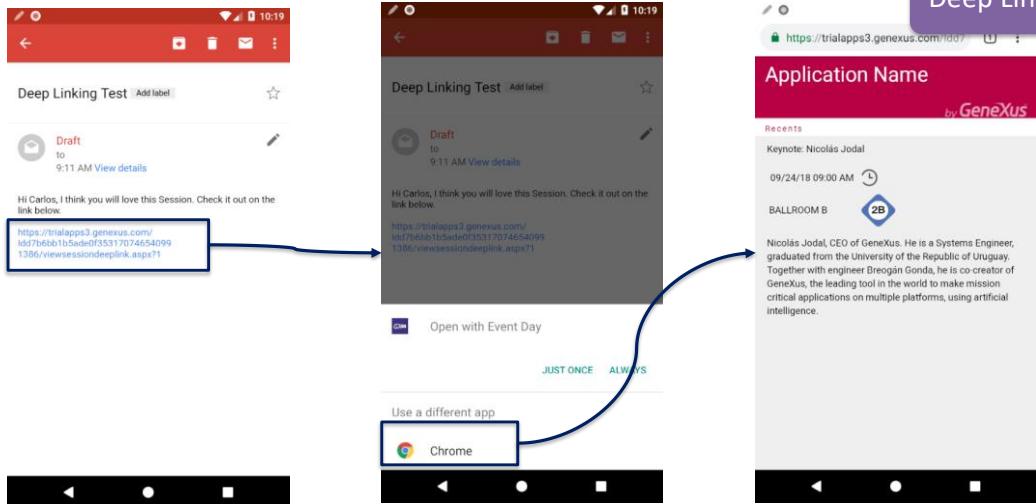 10:19
Deep Linking Test Add label
Draft
to
9:11 AM View details
Hi Carlos, I think you will love this Session. Check it out on the
link below.
https://trialapps3.genexus.com/
Idd7b6bb1b5ade0f35317074654099
1386/viewsessiondeeplink.aspx?1
10:19
Deep Linking Test Add label
Draft
to
9:11 AM View details
Hi Carlos, I think you will love this Session. Check it out on the
link below.
https://trialapps3.genexus.com/
Idd7b6bb1b5ade0f35317074654099
1386/viewsessiondeeplink.aspx?1
Open with Event Day
JUST ONCE ALWAYS
Use a different app
Chrome
Deep Lin
https://trialapps3.genexus.com/Idd7
1
Application Name
by GeneXus
Recents
Keynote: Nicolás Jodal
09/24/18 09:00 AM
BALLROOM B 2B
Nicolás Jodal, CEO of GeneXus. He is a Systems Engineer,
graduated from the University of the Republic of Uruguay.
Together with engineer Breogán Gonda, he is co-creator of
GeneXus, the leading tool in the world to make mission
critical applications on multiple platforms, using artificial
intelligence.